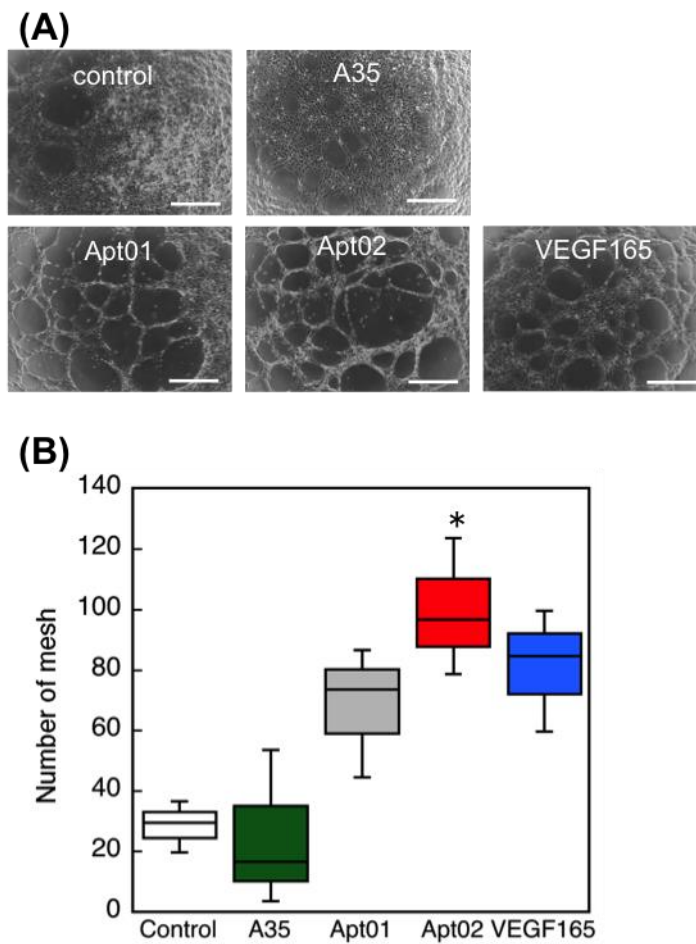 (A)
control
A35
Apt01
Apt02
VEGF165
(B)
Number of mesh
140
120
100
80
60
40
20
0
*
Control A35 Apt01 Apt02 VEGF165